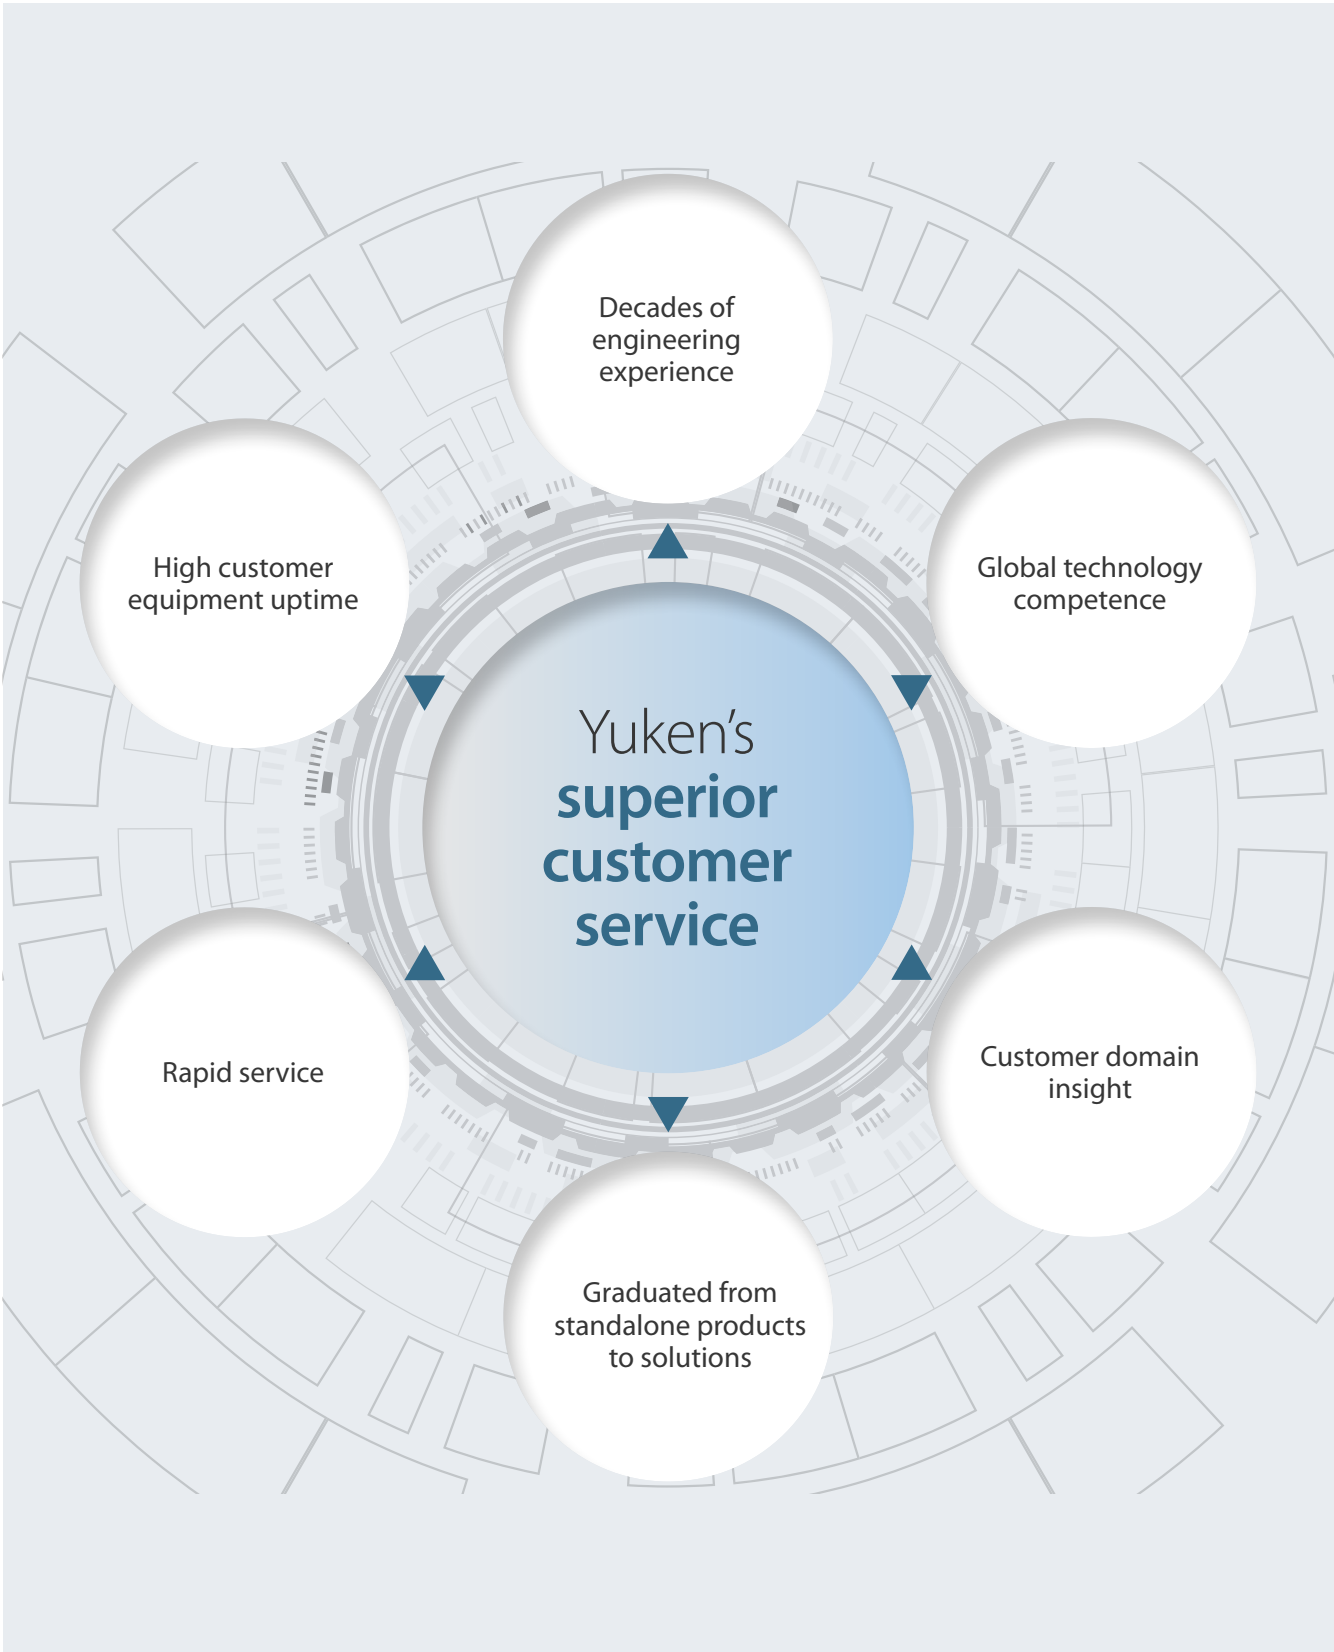 Decades of
engineering
experience
High customer
equipment uptime
Global technology
competence
Yuken’s
superior
customer
service
Rapid service
Customer domain
insight
Graduated from
standalone products
to solutions